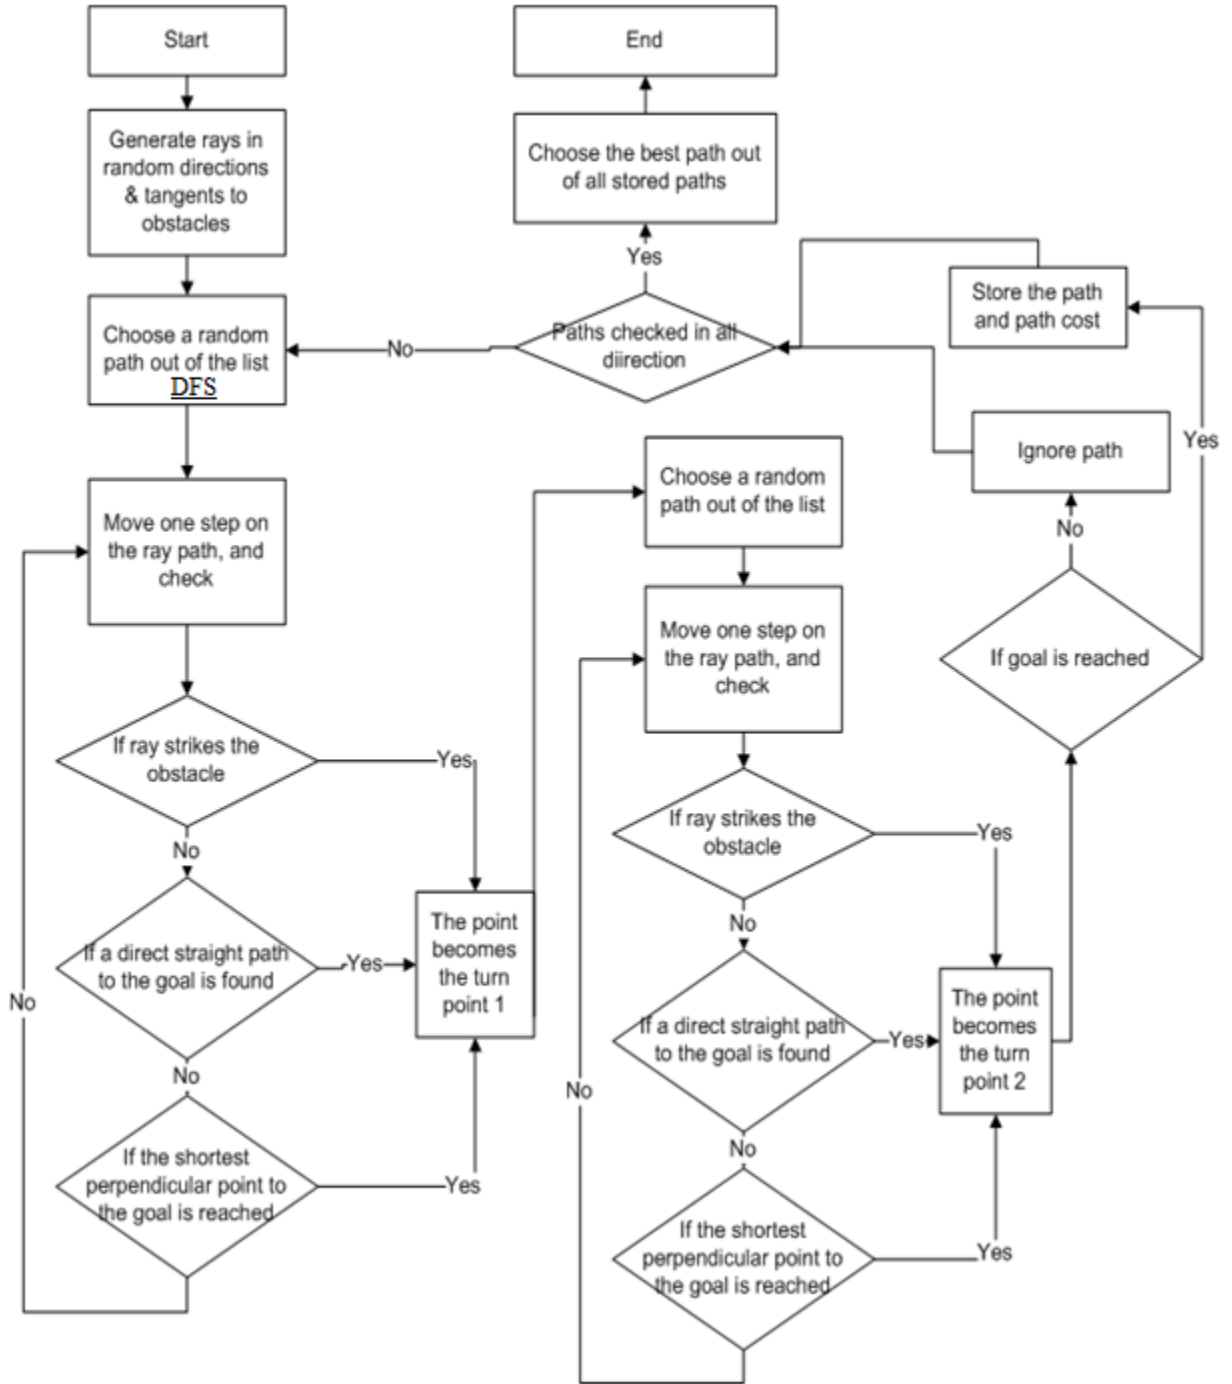 Start
Generate rays in
random directions
& tangents to
obstacles
Choose a random
path out of the list
DFS
Move one step on
the ray path, and
check
If ray strikes the
obstacle
Yes
No
If a direct straight path
to the goal is found
Yes
No
No
If the shortest
perpendicular point to
the goal is reached
Yes
The point
becomes
the turn
point 1
End
Choose the best path out
of all stored paths
Yes
Paths checked in all
diirection
No
Choose a random
path out of the list
Move one step on
the ray path, and
check
If ray strikes the
obstacle
Yes
No
If a direct straight path
to the goal is found
Yes
No
No
If the shortest
perpendicular point to
the goal is reached
Yes
The point
becomes
the turn
point 2
If goal is reached
No
Yes
Ignore path
Store the path
and path cost